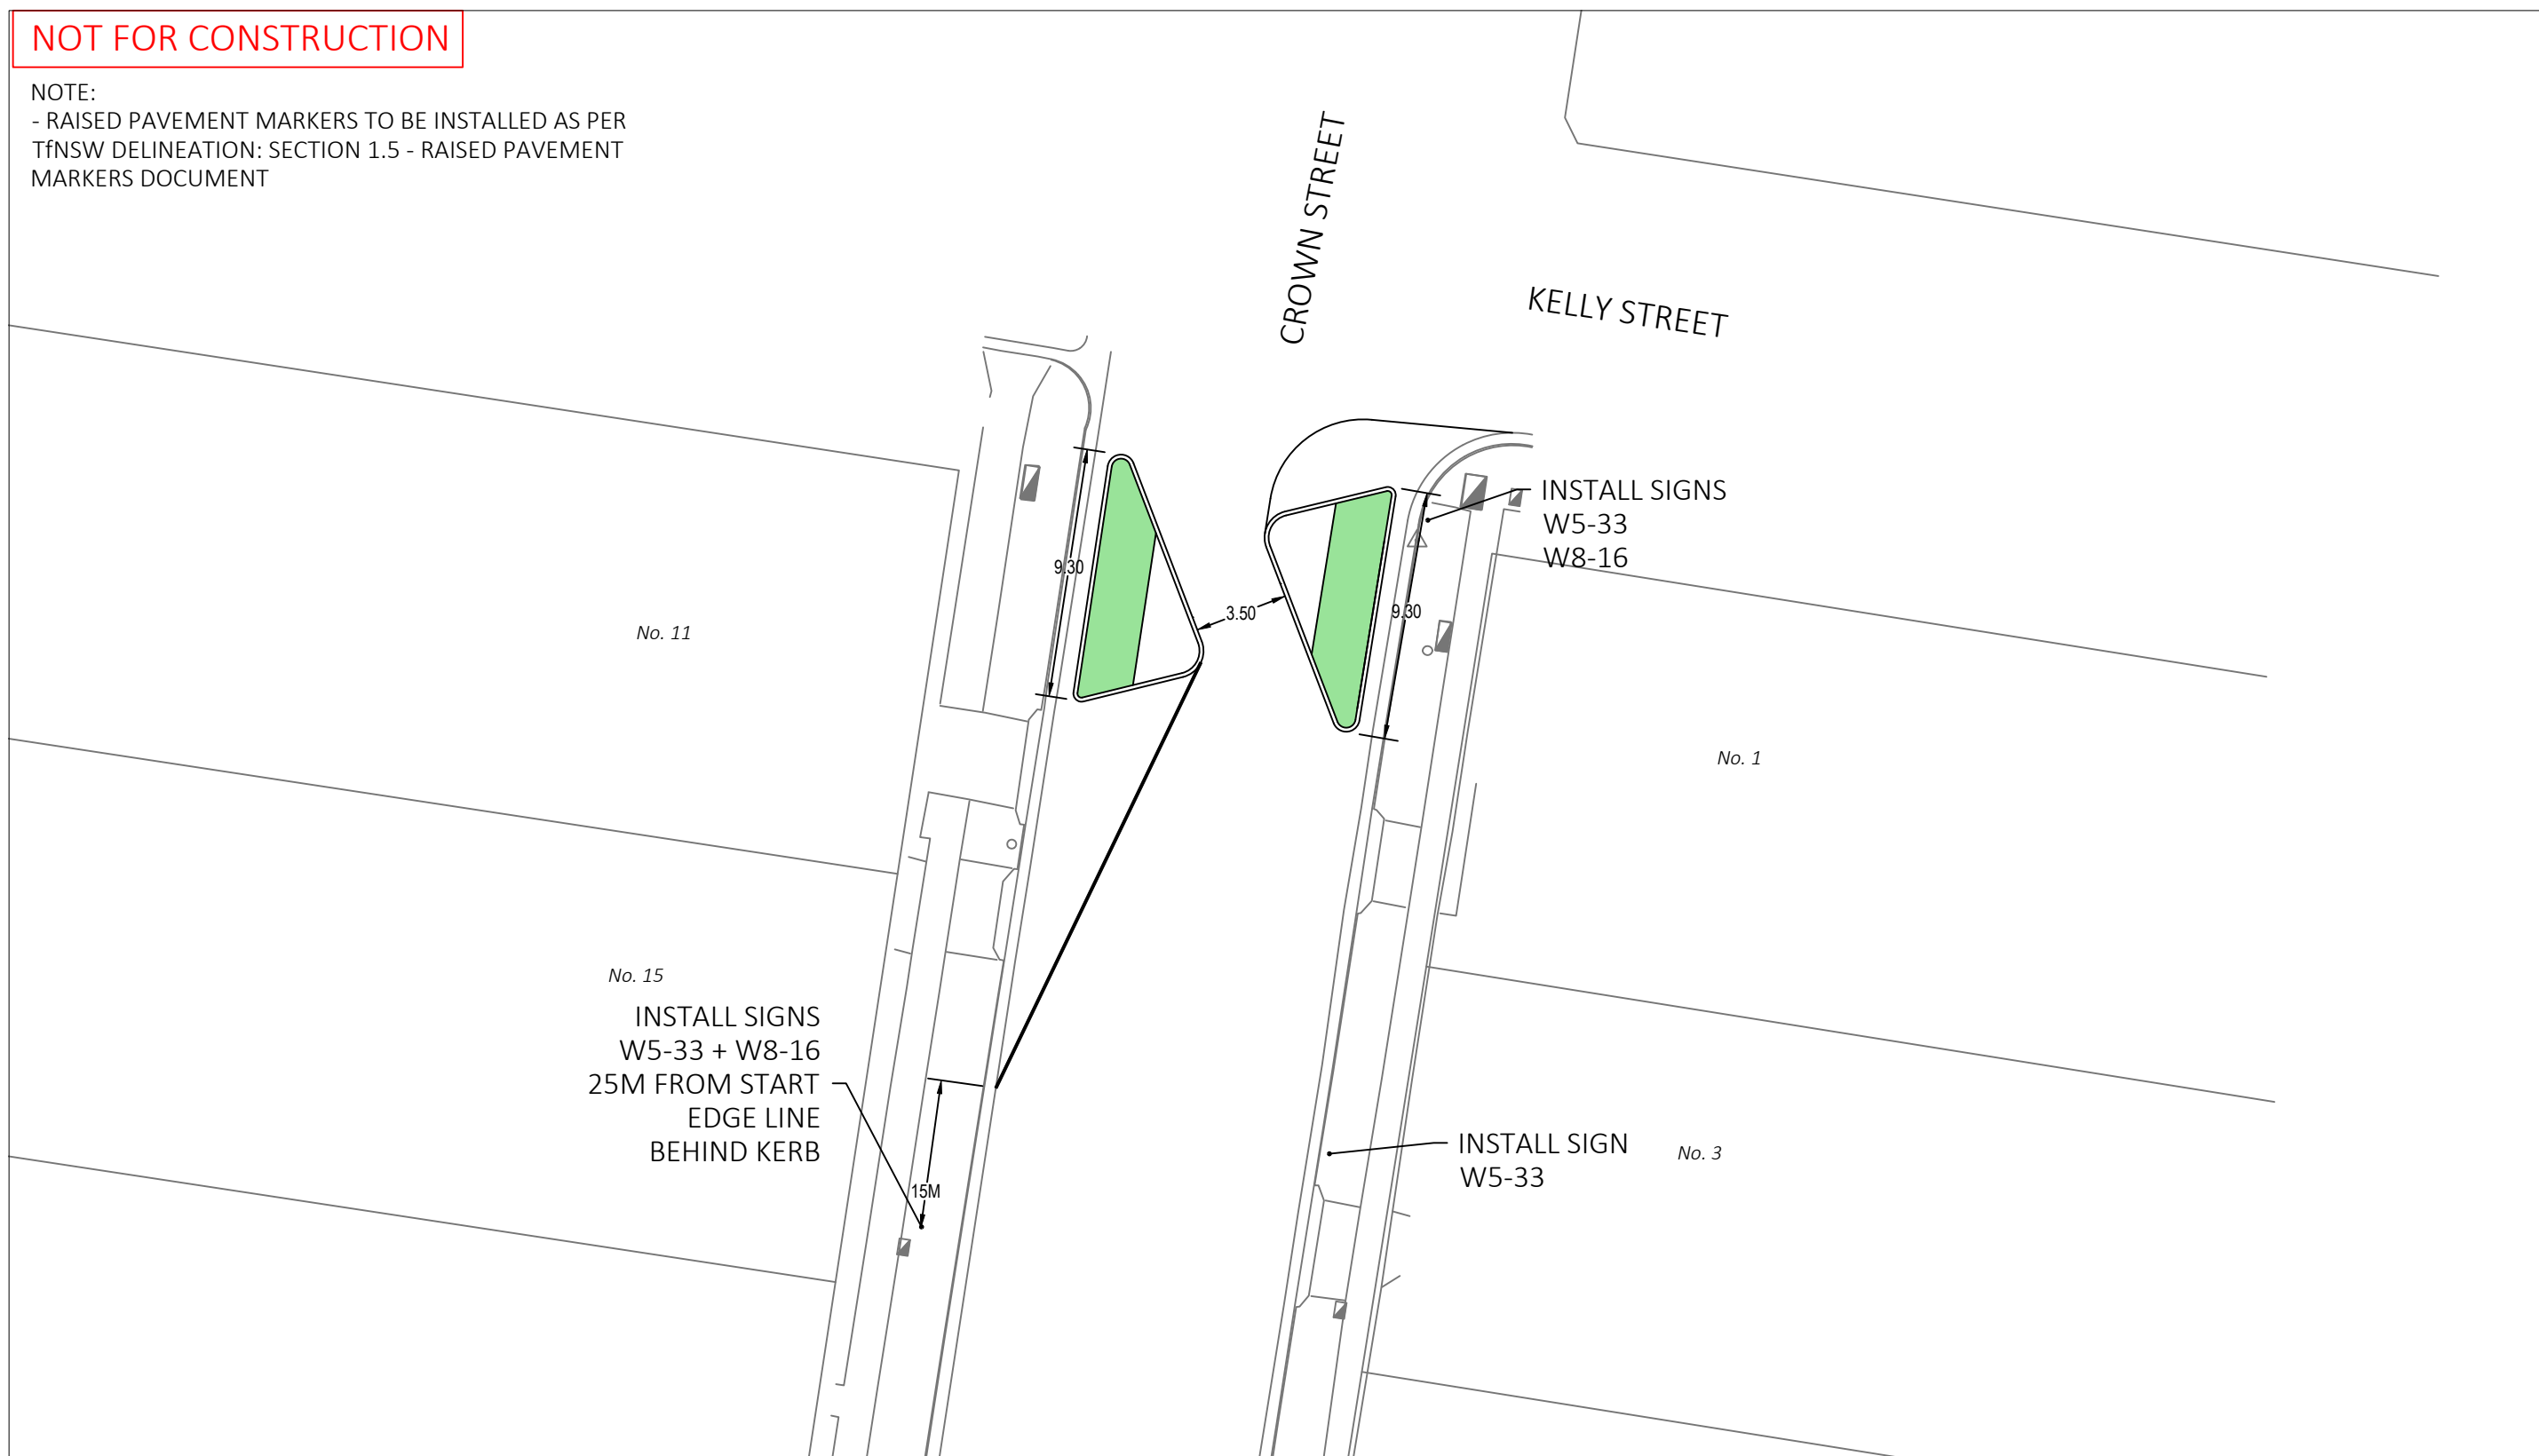 NOT FOR CONSTRUCTION
NOTE:
- RAISED PAVEMENT MARKERS TO BE INSTALLED AS PER
TfNSW DELINEATION: SECTION 1.5 - RAISED PAVEMENT
MARKERS DOCUMENT
CROWN STREET
KELLY STREET
INSTALL SIGNS
W5-33
W8-16
9.30
3.50
9.30
No. 11
No. 1
No. 15
INSTALL SIGNS
W5-33 + W8-16
25M FROM START
EDGE LINE
BEHIND KERB
15M
INSTALL SIGN
W5-33
No. 3